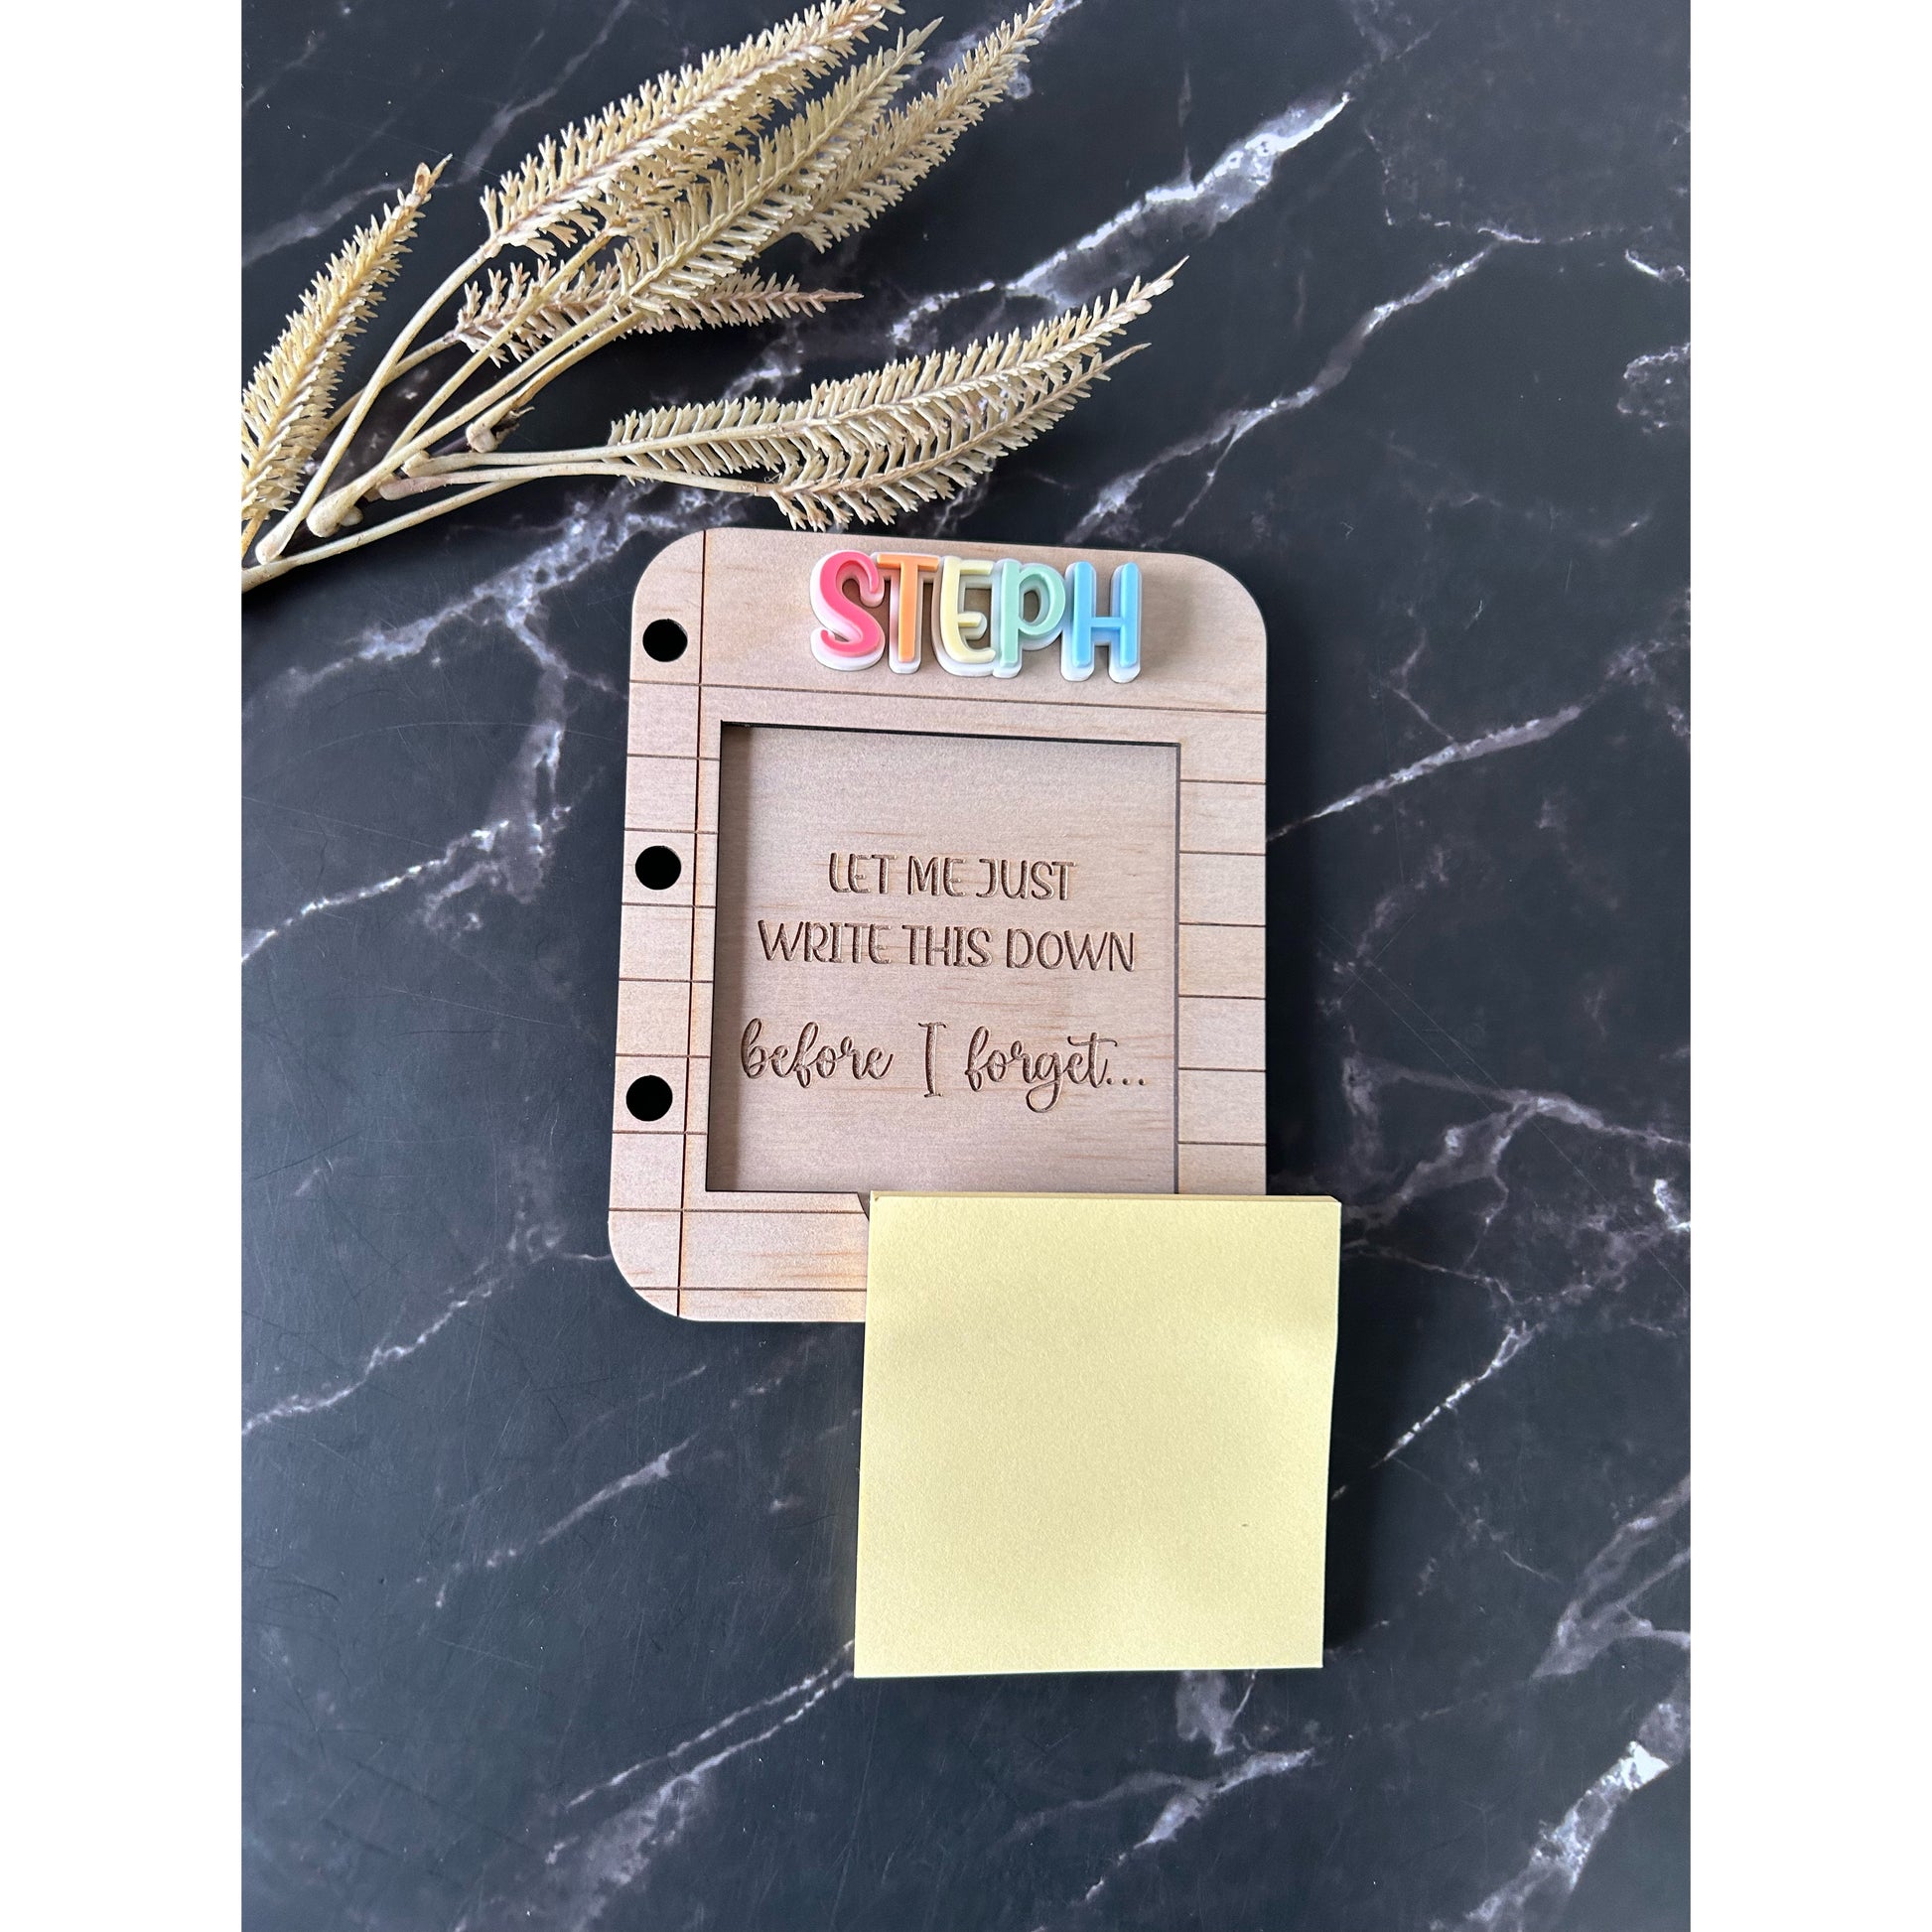 STEPH
LET ME JUST
WRITE THIS DOWN
before I forget...